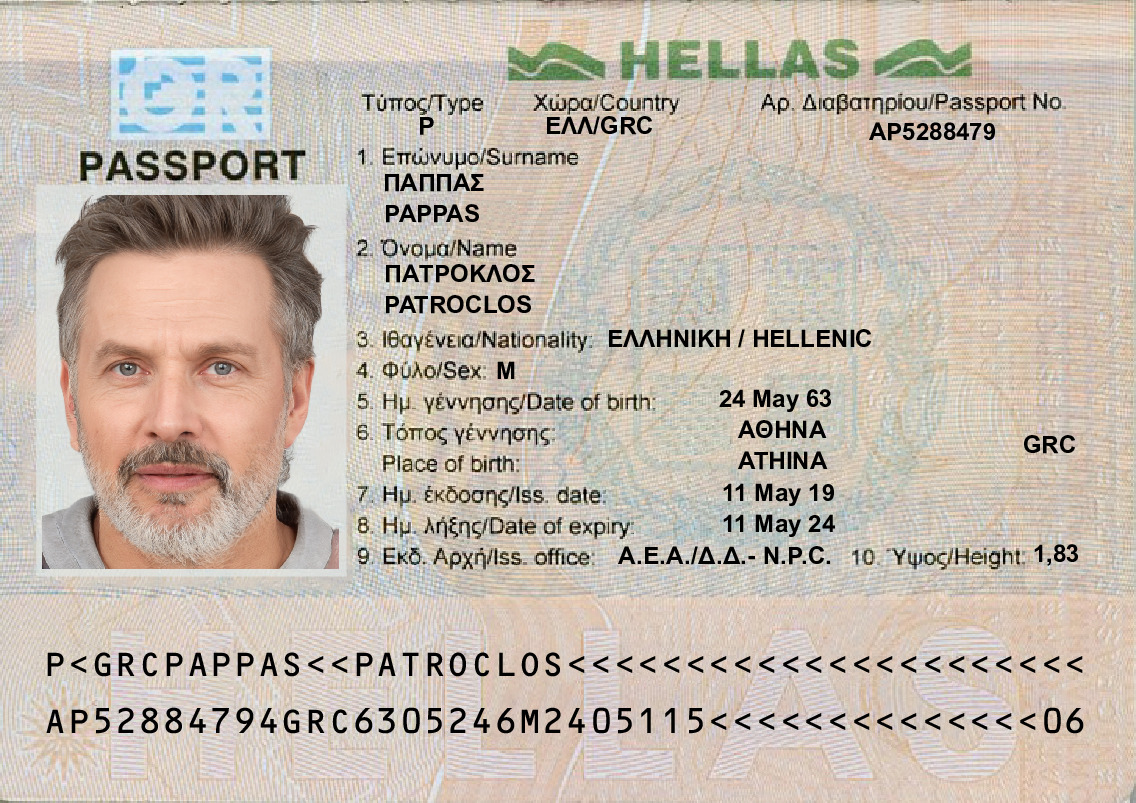 GR
PASSPORT
HELLAS
Τύπος/Type Χώρα/Country Αρ. Διαβατηρίου/Passport No.
P ΕΛΛ/GRC AP5288479
1. Επώνυμο/Surname
ΠΑΠΠΑΣ
PAPPAS
2. Όνομα/Name
ΠΑΤΡΟΚΛΟΣ
PATROCLOS
3. Ιθαγένεια/Nationality: ΕΛΛΗΝΙΚΗ / HELLENIC
4. Φύλο/Sex: M
5. Ημ. γέννησης/Date of birth: 24 May 63
6. Τόπος γέννησης: ΑΘΗΝΑ
Place of birth: ATHINA GRC
7. Ημ. έκδοσης/Iss. date: 11 May 19
8. Ημ. λήξης/Date of expiry: 11 May 24
9. Εκδ. Αρχή/Iss. office: Α.Ε.Α./Δ.Δ.- N.P.C. 10. Ύψος/Height: 1,83
HELLAS
P<GRCPAPPAS<<PATROCLOS<<<<<<<<<<<<<<<<<<<<<<
AP52884794GRC6305246M2405115<<<<<<<<<<<<<<06